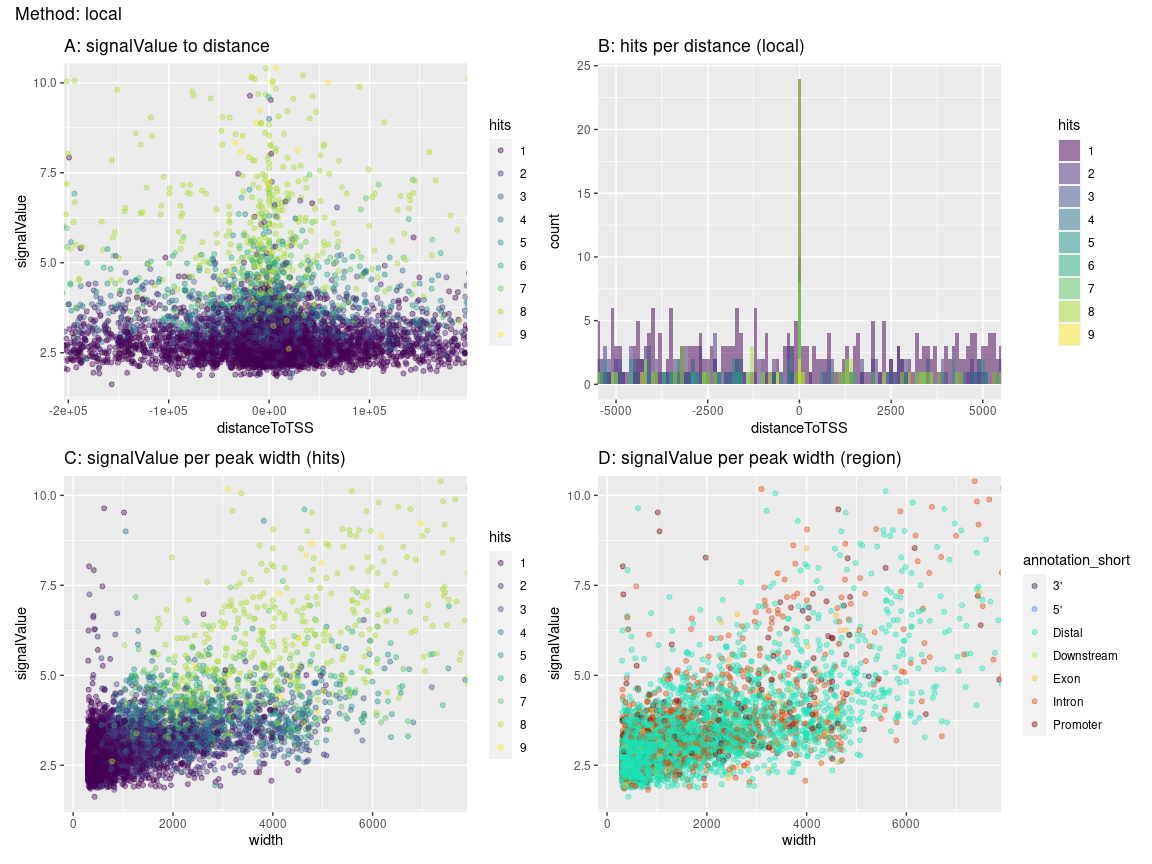 Method: local
A: signalValue to distance
10.0
7.5
5.0
2.5
signalValue
-2e+05
-1e+05
0e+00
1e+05
distanceToTSS
hits
1
2
3
4
5
6
7
8
9
B: hits per distance (local)
25
20
15
10
5
0
count
-5000
-2500
0
2500
5000
distanceToTSS
hits
1
2
3
4
5
6
7
8
9
C: signalValue per peak width (hits)
10.0
7.5
5.0
2.5
signalValue
0
2000
4000
6000
width
hits
1
2
3
4
5
6
7
8
9
D: signalValue per peak width (region)
10.0
7.5
5.0
2.5
signalValue
0
2000
4000
6000
width
annotation_short
3'
5'
Distal
Downstream
Exon
Intron
Promoter